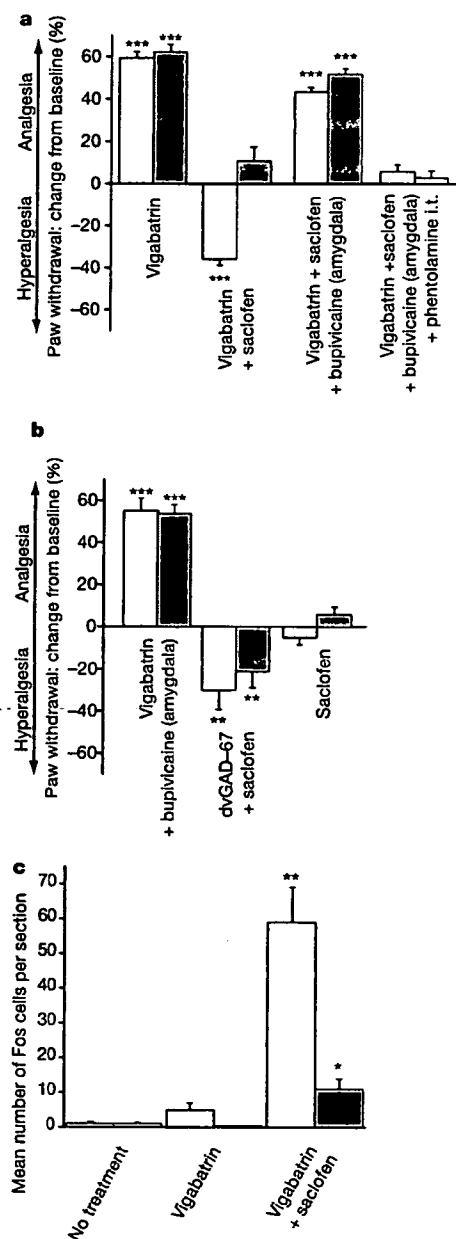 a
Hyperalgesia Analgesia
Paw withdrawal: change from baseline (%)
60
40
20
0
−20
−40
−60
*** ***
Vigabatrin
***
Vigabatrin
+ saclofen
*** ***
Vigabatrin + saclofen
+ bupivicaine (amygdala)
Vigabatrin +saclofen
+ bupivicaine (amygdala)
+ phentolamine i.t.
b
Hyperalgesia Analgesia
Paw withdrawal: change from baseline (%)
60
40
20
0
−20
−40
−60
*** ***
Vigabatrin
+ bupivicaine (amygdala)
** **
dvGAD–67
+ saclofen
Saclofen
c
Mean number of Fos cells per section
70
60
50
40
30
20
10
0
**
*
No treatment
Vigabatrin
Vigabatrin
+ saclofen